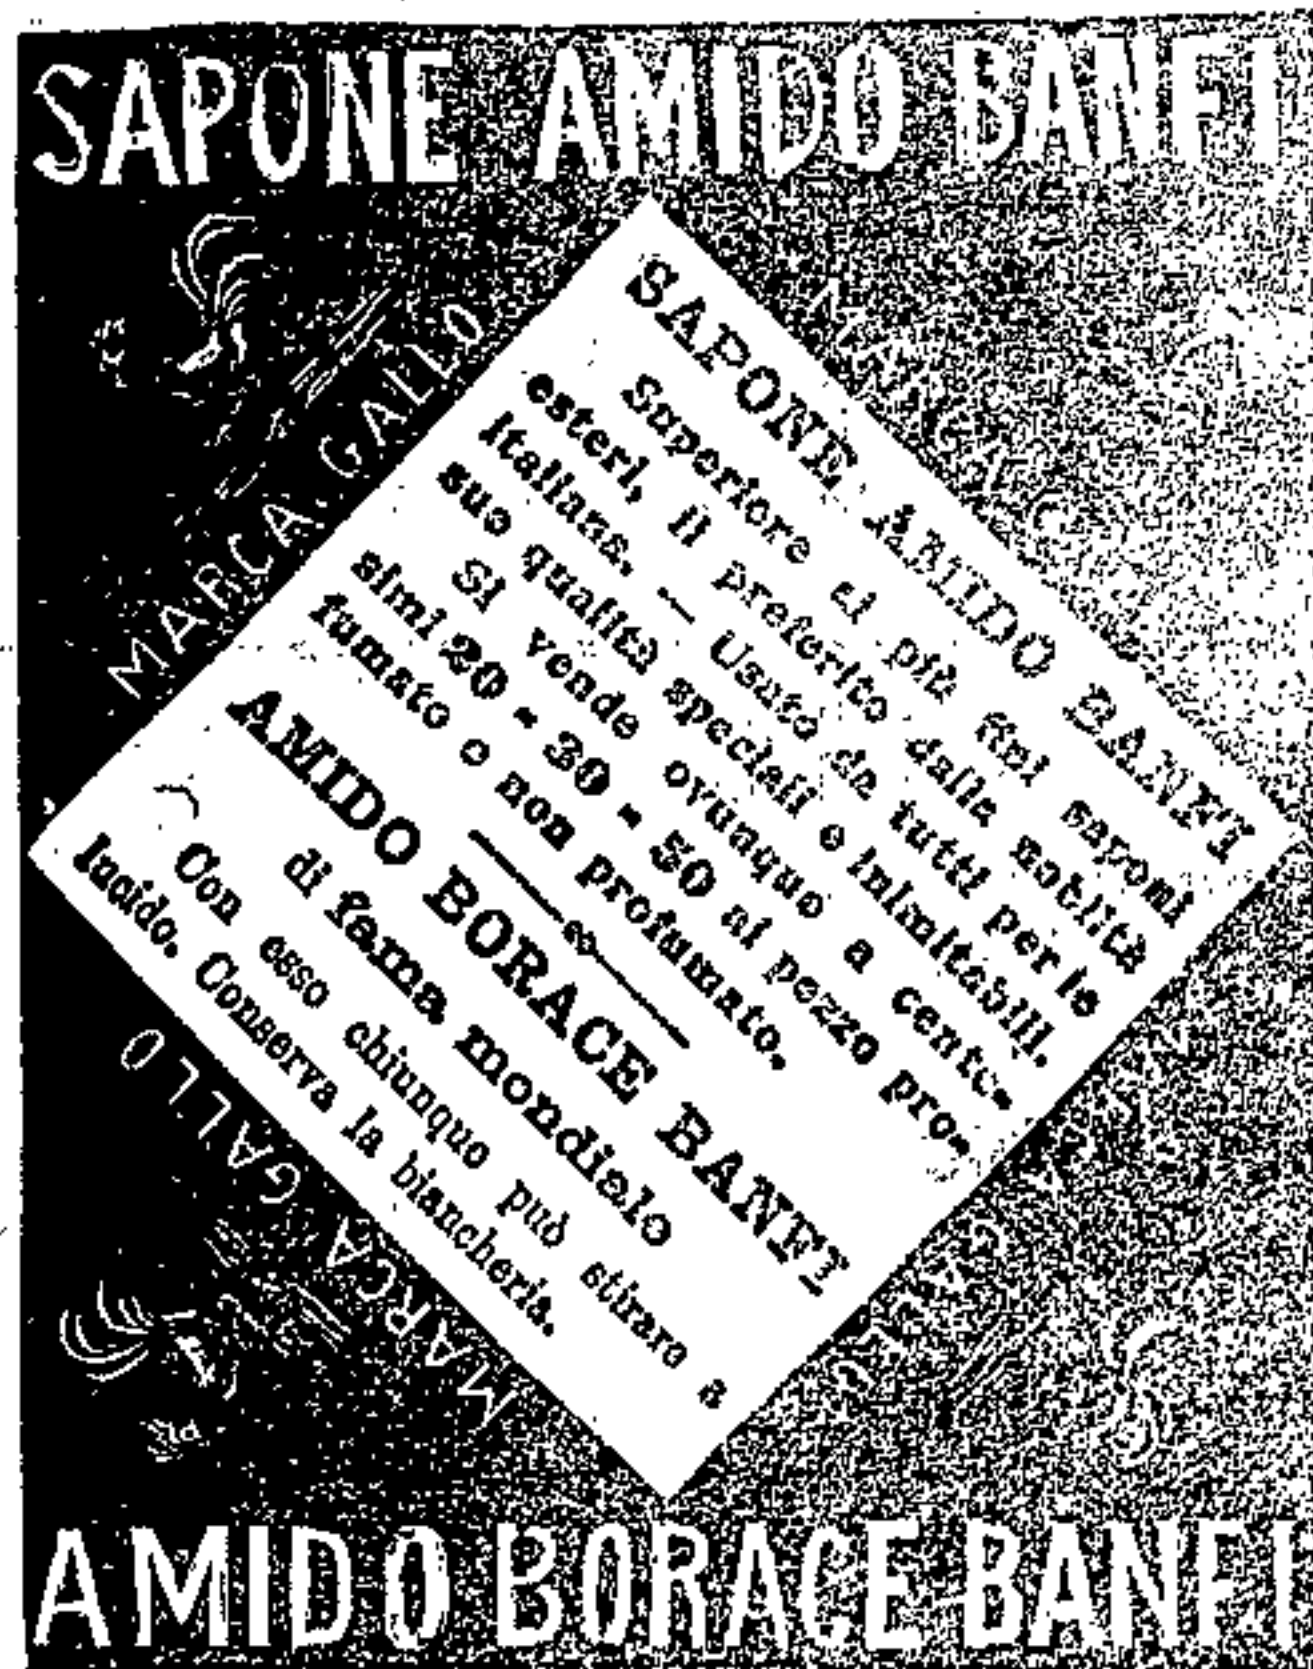 SAPONE AMIDO BANFI
MARCA GALLO
SAPONE AMIDO BANFI
Superiore ai più fini saponi
esteri, il preferito dalla nobiltà
italiana. — Usato da tutti per le
sue qualità speciali e inimitabili.
Si vende ovunque a cente-
simi 20 - 30 - 50 al pezzo pro-
fumato o non profumato.
AMIDO BORACE BANFI
di fama mondiale
Con esso chiunque può stirare a
lucido. Conserva la biancheria.
MARCA GALLO
AMIDO BORACE BANFI